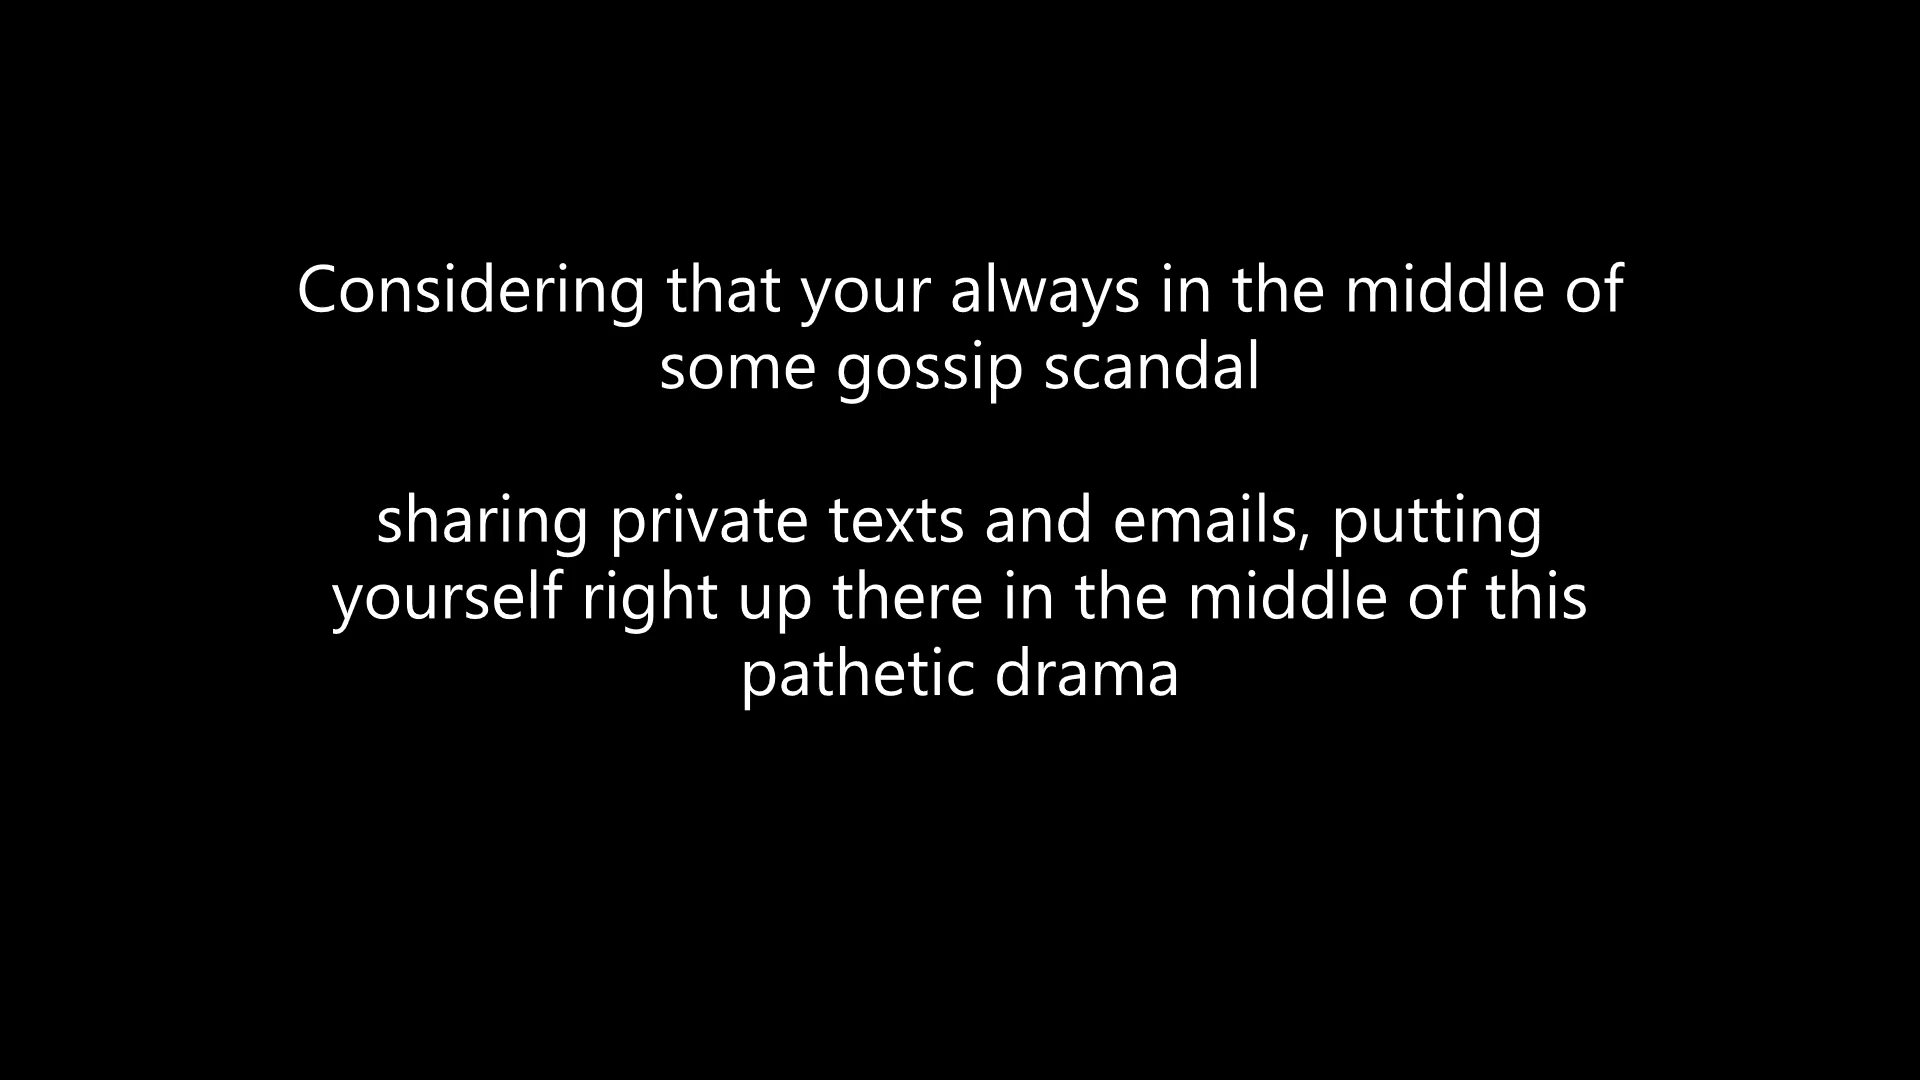 Considering that your always in the middle of
some gossip scandal
sharing private texts and emails, putting
yourself right up there in the middle of this
pathetic drama